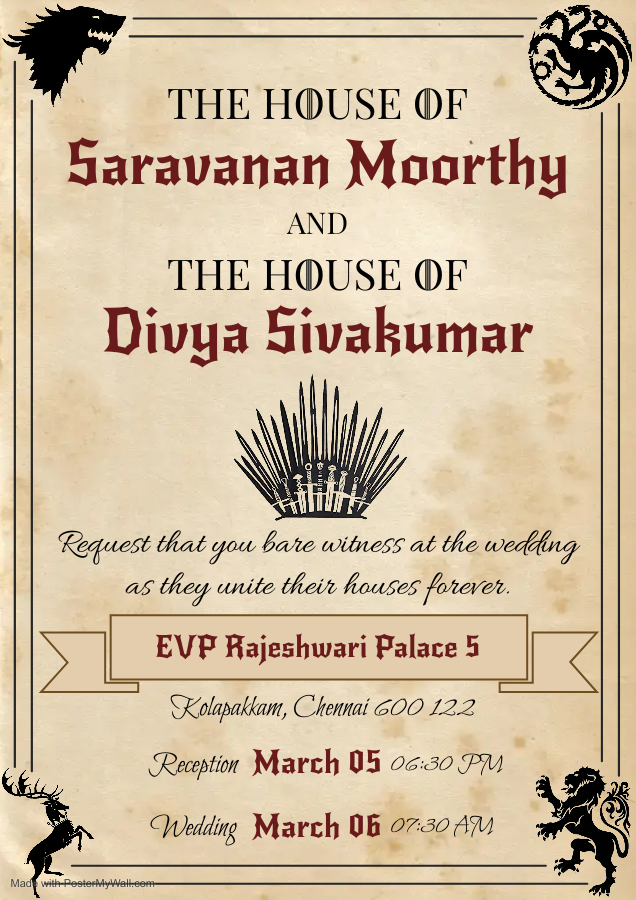 THE HOUSE OF
Saravanan Moorthy
AND
THE HOUSE OF
Divya Sivakumar
Request that you bare witness at the wedding
as they unite their houses forever.
EVP Rajeshwari Palace 5
Kolapakkam, Chennai 600 122
Reception March 05 06:30 PM
Wedding March 06 07:30 AM
Made with PosterMyWall.com